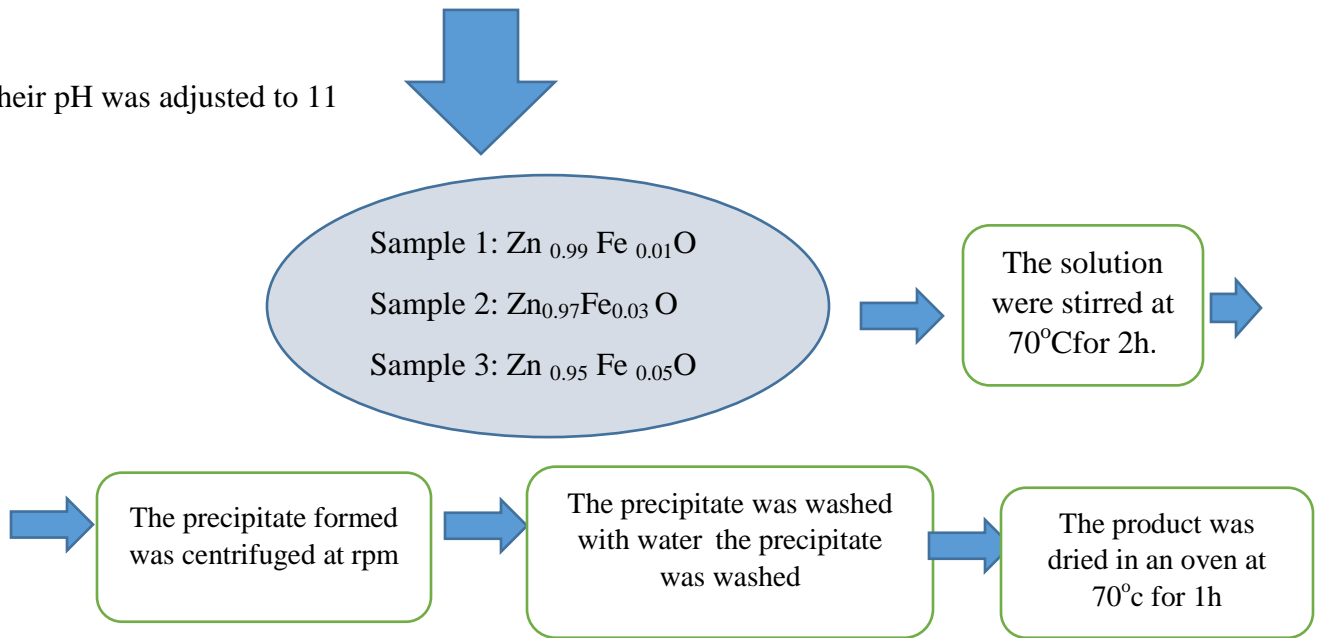 heir pH was adjusted to 11
Sample 1: Zn 0.99 Fe 0.01O
Sample 2: Zn0.97Fe0.03 O
Sample 3: Zn 0.95 Fe 0.05O
The solution
were stirred at
70oCfor 2h.
The precipitate formed
was centrifuged at rpm
The precipitate was washed
with water the precipitate
was washed
The product was
dried in an oven at
70oc for 1h